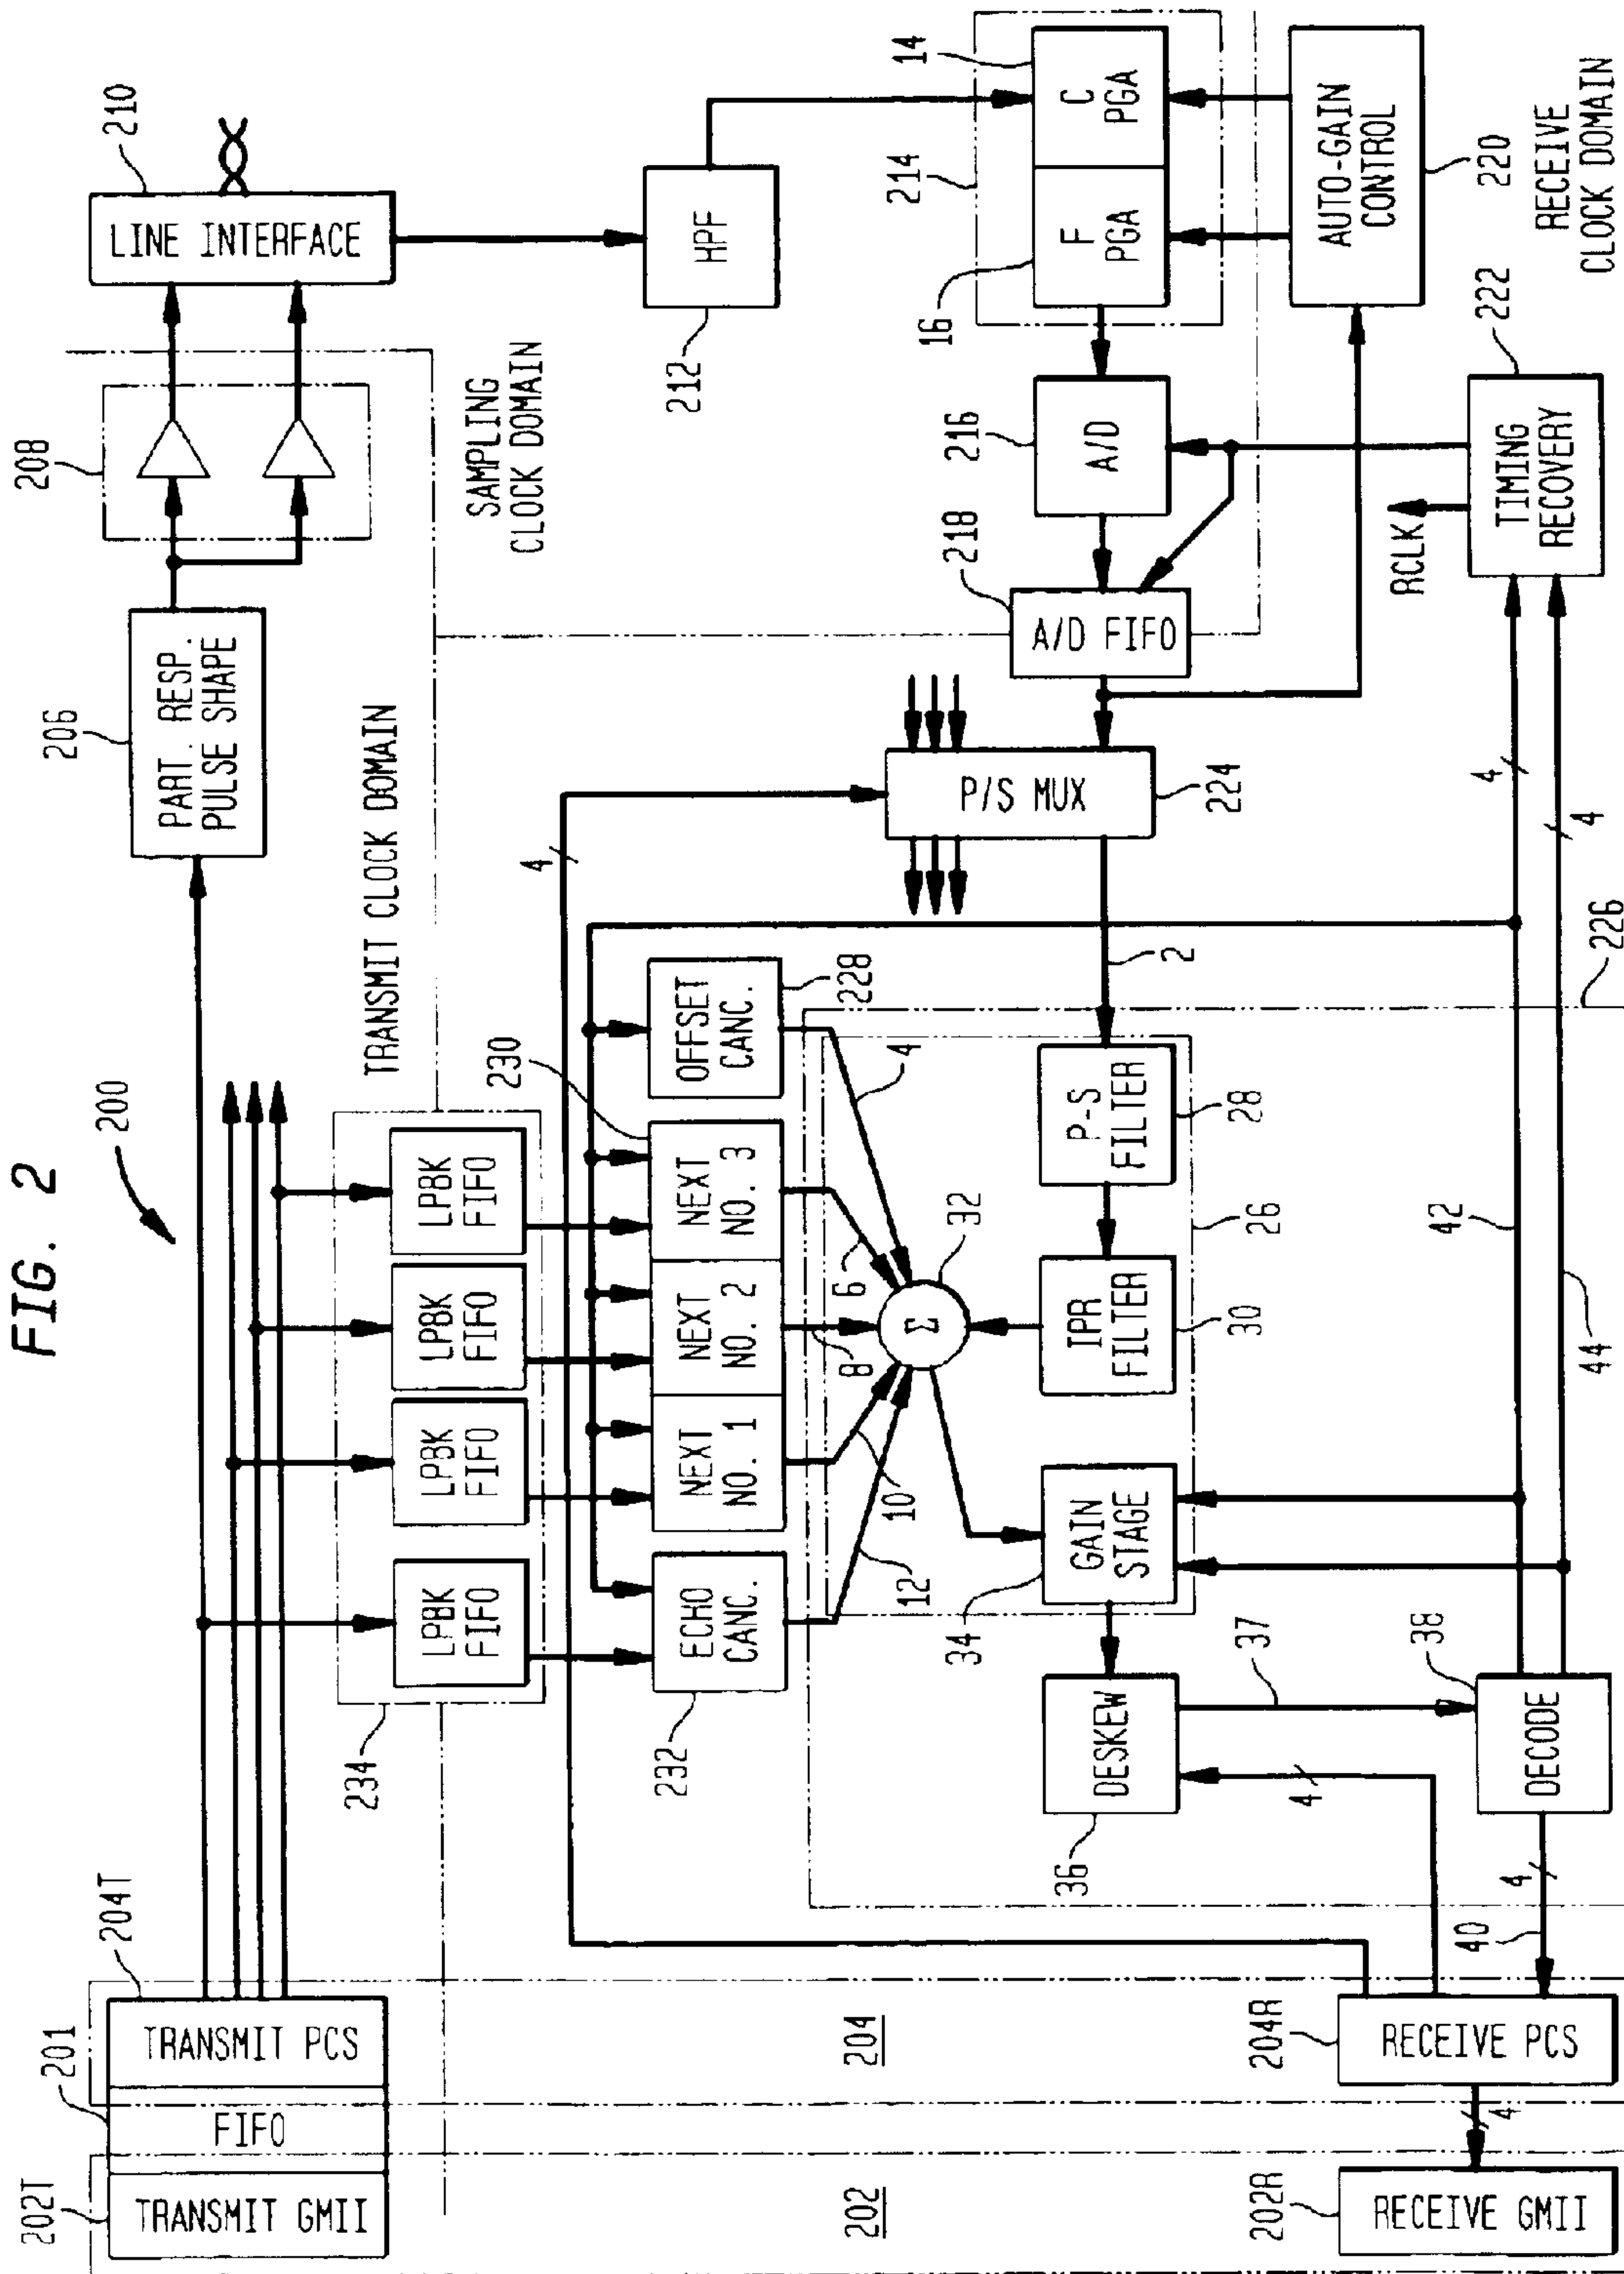 FIG. 2
200
202T
201
204T
TRANSMIT GMII
FIFO
TRANSMIT PCS
206
PART. RESP.
PULSE SHAPE
208
210
LINE INTERFACE
TRANSMIT CLOCK DOMAIN
SAMPLING
CLOCK DOMAIN
234
LPBK
FIFO
LPBK
FIFO
LPBK
FIFO
LPBK
FIFO
4
HPF
212
232
ECHO
CANC.
NEXT
NO. 1
NEXT
NO. 2
NEXT
NO. 3
230
OFFSET
CANC.
228
12
10
8
6
4
Σ
32
2
P/S MUX
224
218
A/D FIFO
216
A/D
16
F
PGA
C
PGA
14
214
204
202
36
DESKEW
34
GAIN
STAGE
IPR
FILTER
30
P-S
FILTER
28
26
37
4
38
DECODE
40
4
42
44
4
4
226
RCLK
TIMING
RECOVERY
222
AUTO-GAIN
CONTROL
220
RECEIVE
CLOCK DOMAIN
202R
RECEIVE GMII
4
204R
RECEIVE PCS